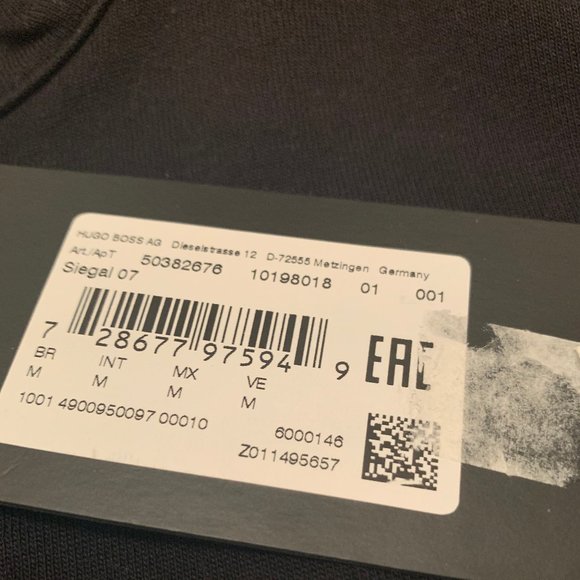 HUGO BOSS AG Dieselstrasse 12 D-72555 Metzingen Germany
Art./ApT 50382676 10198018 01 001
Siegal 07
7 28677 97594 9
EAC
BR INT MX VE
M M M M
1001 4900950097 00010 6000146
Z011495657